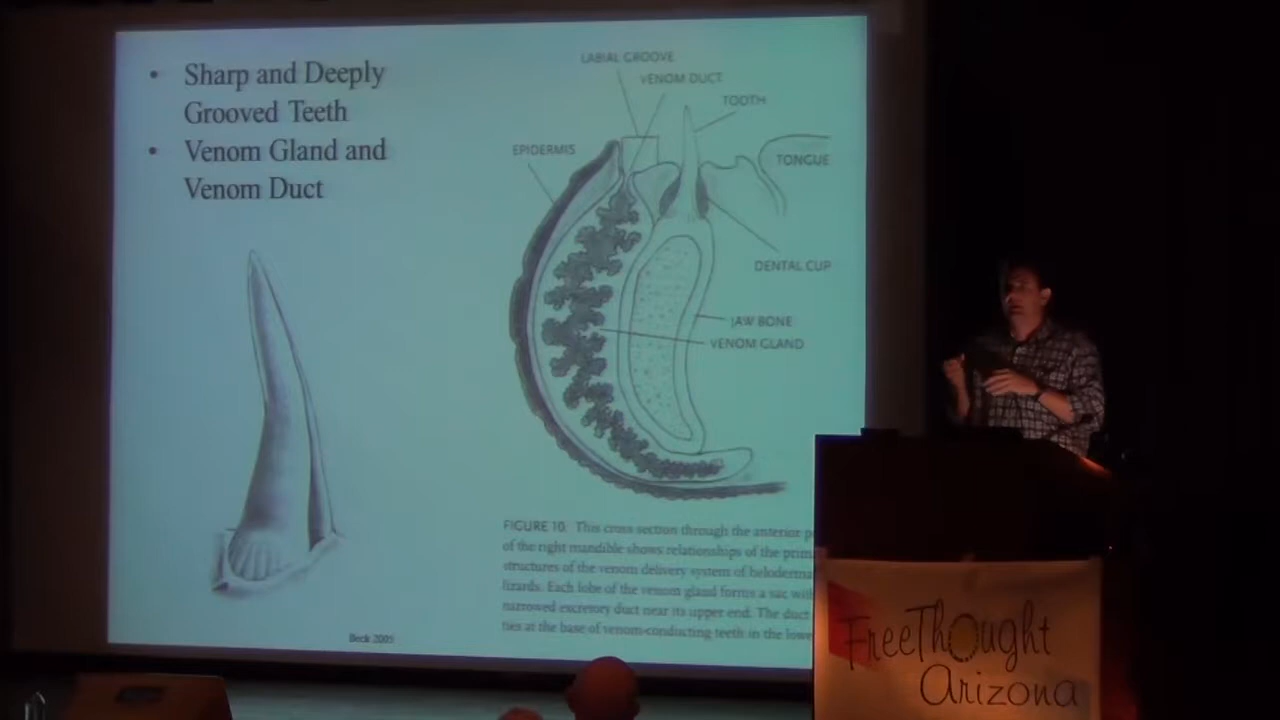 • Sharp and Deeply
Grooved Teeth
• Venom Gland and
Venom Duct
LABIAL GROOVE
VENOM DUCT
TOOTH
EPIDERMIS
TONGUE
DENTAL CUP
JAW BONE
VENOM GLAND
FIGURE 10. This cross section through the anterior
of the right mandible shows relationships of the
structures of the venom delivery system of
lizards. Each lobe of the venom gland forms a sac
narrowed excretory duct near its upper end. The duct
at the base of venom-conducting teeth in the
Beck 2005
FreeThought
Arizona